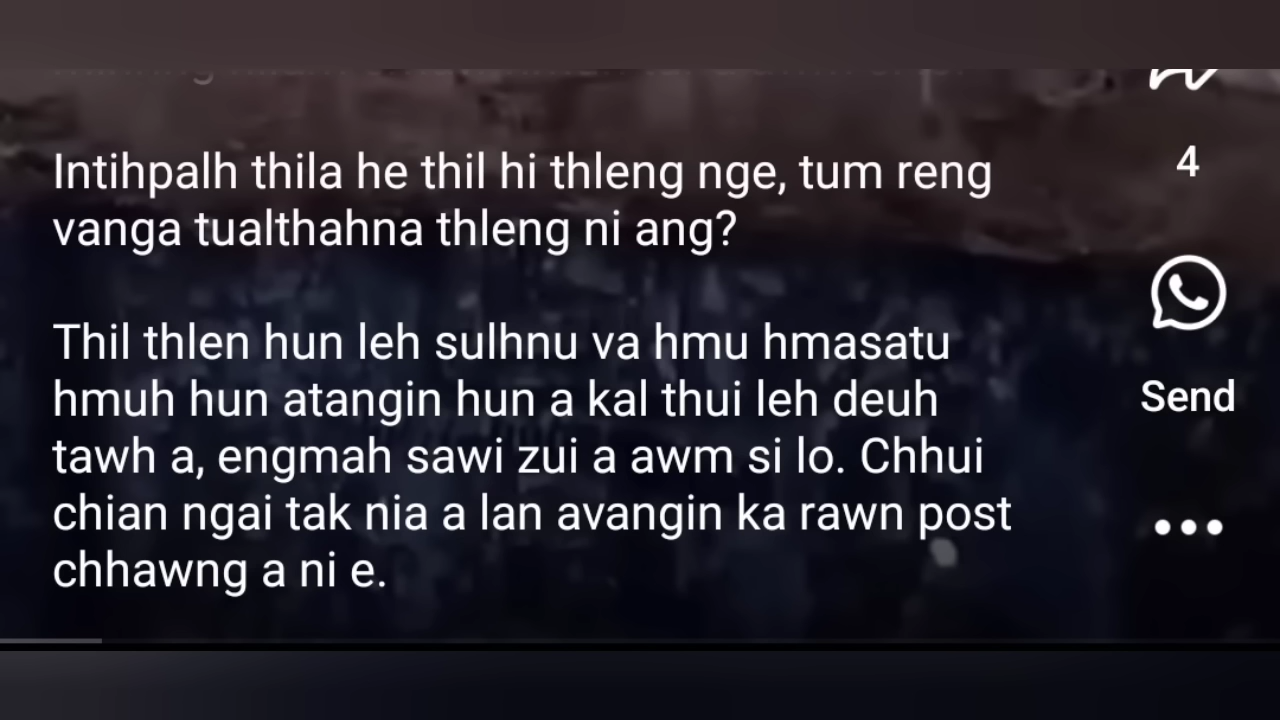 Intihpalh thila he thil hi thleng nge, tum reng
vanga tualthahna thleng ni ang?
Thil thlen hun leh sulhnu va hmu hmasatu
hmuh hun atangin hun a kal thui leh deuh
tawh a, engmah sawi zui a awm si lo. Chhui
chian ngai tak nia a lan avangin ka rawn post
chhawng a ni e.
4
Send